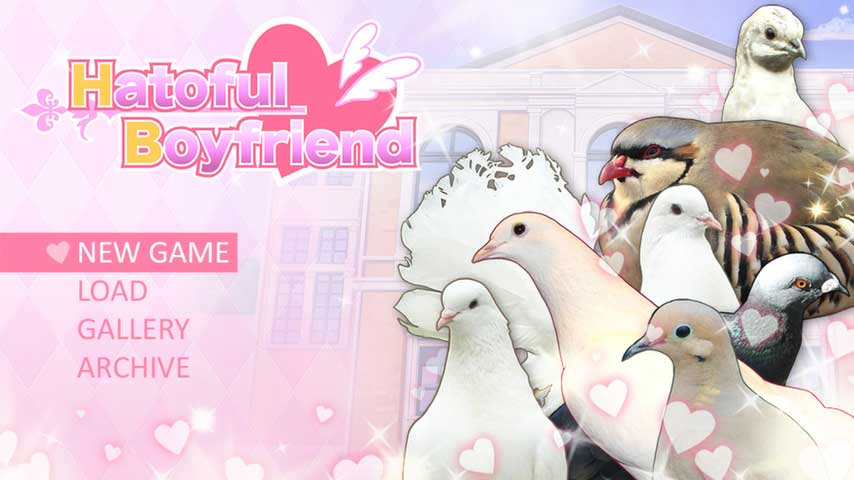 Hatoful
Boyfriend
NEW GAME
LOAD
GALLERY
ARCHIVE